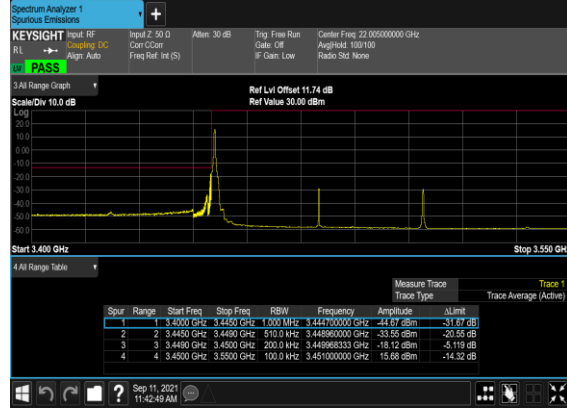 Spectrum Analyzer 1
Spurious Emissions
+
KEYSIGHT Input: RF
RL
Coupling: DC
Align: Auto
Input Z: 50 Ω
Corr CCorr
Freq Ref: Int (S)
Atten: 30 dB
Trig: Free Run
Gate: Off
IF Gain: Low
Center Freq: 22.005000000 GHz
Avg|Hold: 100/100
Radio Std: None
LW PASS
3 All Range Graph
Ref Lvl Offset 11.74 dB
Scale/Div 10.0 dB
Ref Value 30.00 dBm
Log
20.0
10.0
0.00
-10.0
-20.0
-30.0
-40.0
-50.0
-60.0
Start 3.400 GHz
Stop 3.550 GHz
4 All Range Table
Measure Trace Trace 1
Trace Type Trace Average (Active)
Spur Range Start Freq Stop Freq RBW Frequency Amplitude ΔLimit
1 1 3.4000 GHz 3.4450 GHz 1.000 MHz 3.444700000 GHz -44.67 dBm -31.67 dB
2 2 3.4450 GHz 3.4490 GHz 510.0 kHz 3.448960000 GHz -33.55 dBm -20.55 dB
3 3 3.4490 GHz 3.4500 GHz 200.0 kHz 3.449968333 GHz -18.12 dBm -5.119 dB
4 4 3.4500 GHz 3.5500 GHz 100.0 kHz 3.451000000 GHz 15.68 dBm -14.32 dB
?
Sep 11, 2021
11:42:49 AM